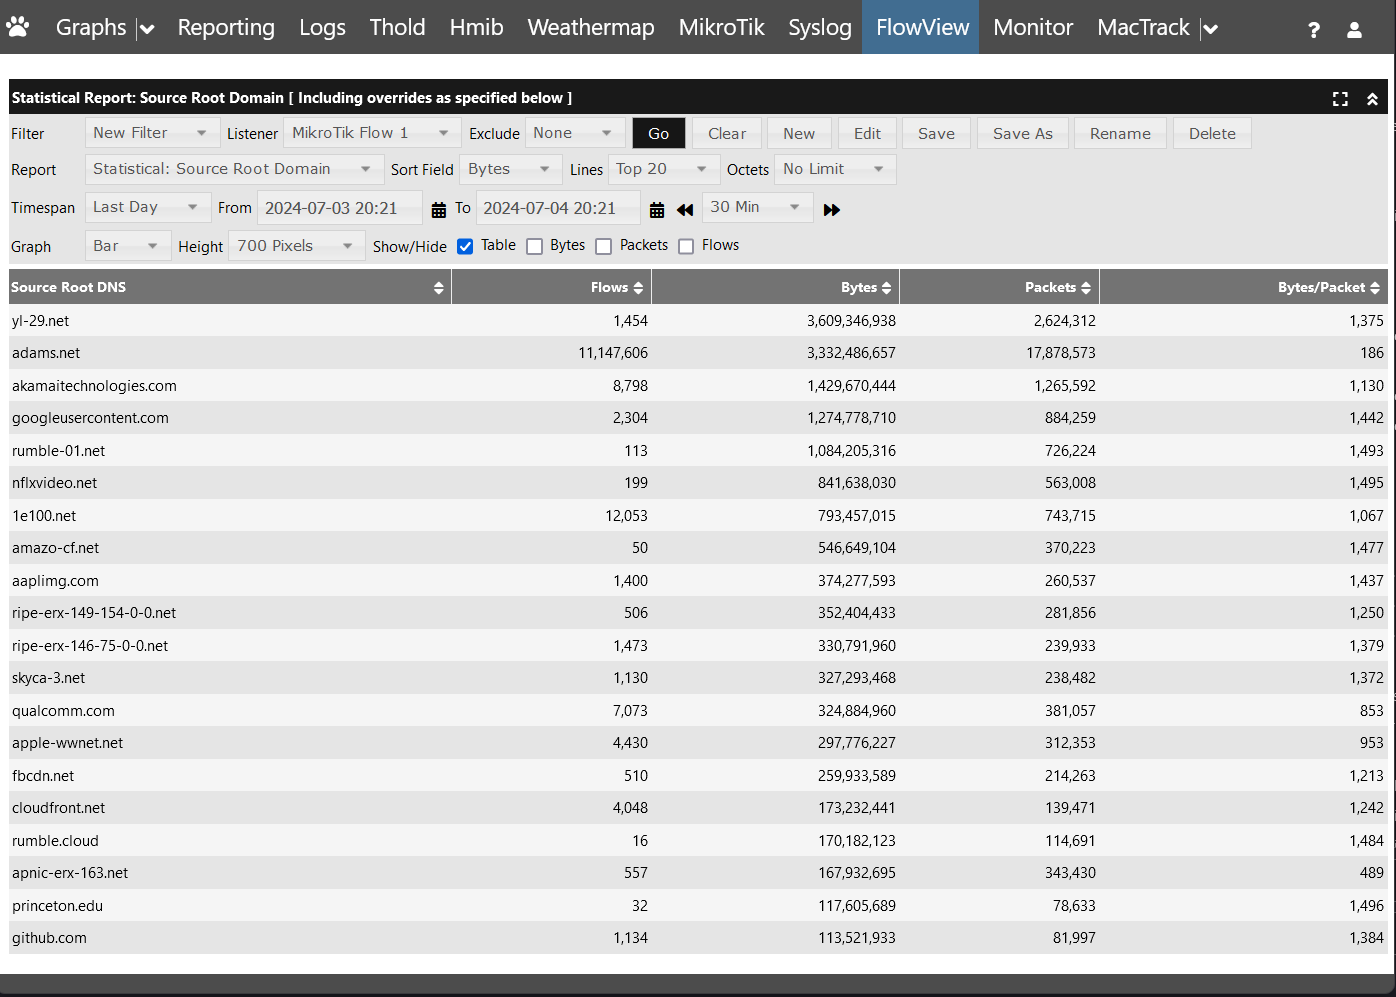 Graphs Reporting Logs Thold Hmib Weathermap MikroTik Syslog FlowView Monitor MacTrack ?
Statistical Report: Source Root Domain [ Including overrides as specified below ]
Filter New Filter Listener MikroTik Flow 1 Exclude None Go Clear New Edit Save Save As Rename Delete
Report Statistical: Source Root Domain Sort Field Bytes Lines Top 20 Octets No Limit
Timespan Last Day From 2024-07-03 20:21 To 2024-07-04 20:21 30 Min
Graph Bar Height 700 Pixels Show/Hide Table Bytes Packets Flows
Source Root DNS Flows Bytes Packets Bytes/Packet
yl-29.net 1,454 3,609,346,938 2,624,312 1,375
adams.net 11,147,606 3,332,486,657 17,878,573 186
akamaitechnologies.com 8,798 1,429,670,444 1,265,592 1,130
googleusercontent.com 2,304 1,274,778,710 884,259 1,442
rumble-01.net 113 1,084,205,316 726,224 1,493
nflxvideo.net 199 841,638,030 563,008 1,495
1e100.net 12,053 793,457,015 743,715 1,067
amazo-cf.net 50 546,649,104 370,223 1,477
aaplimg.com 1,400 374,277,593 260,537 1,437
ripe-erx-149-154-0-0.net 506 352,404,433 281,856 1,250
ripe-erx-146-75-0-0.net 1,473 330,791,960 239,933 1,379
skyca-3.net 1,130 327,293,468 238,482 1,372
qualcomm.com 7,073 324,884,960 381,057 853
apple-wwnet.net 4,430 297,776,227 312,353 953
fbcdn.net 510 259,933,589 214,263 1,213
cloudfront.net 4,048 173,232,441 139,471 1,242
rumble.cloud 16 170,182,123 114,691 1,484
apnic-erx-163.net 557 167,932,695 343,430 489
princeton.edu 32 117,605,689 78,633 1,496
github.com 1,134 113,521,933 81,997 1,384